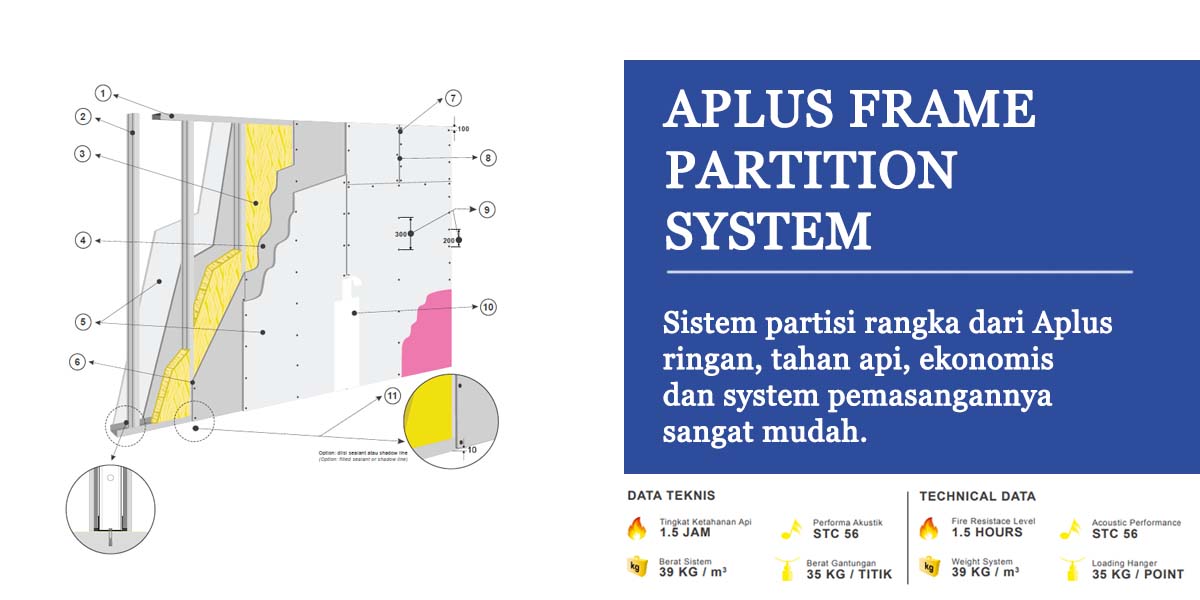 1
2
3
4
5
6
7
100
8
9
300
200
10
11
10
Option: diisi sealant atau shadow line
(Option: filled sealant or shadow line)
APLUS FRAME
PARTITION
SYSTEM
Sistem partisi rangka dari Aplus
ringan, tahan api, ekonomis
dan system pemasangannya
sangat mudah.
DATA TEKNIS
Tingkat Ketahanan Api
1.5 JAM
Performa Akustik
STC 56
kg
Berat Sistem
39 KG / m³
Berat Gantungan
35 KG / TITIK
TECHNICAL DATA
Fire Resistace Level
1.5 HOURS
Acoustic Performance
STC 56
kg
Weight System
39 KG / m³
Loading Hanger
35 KG / POINT